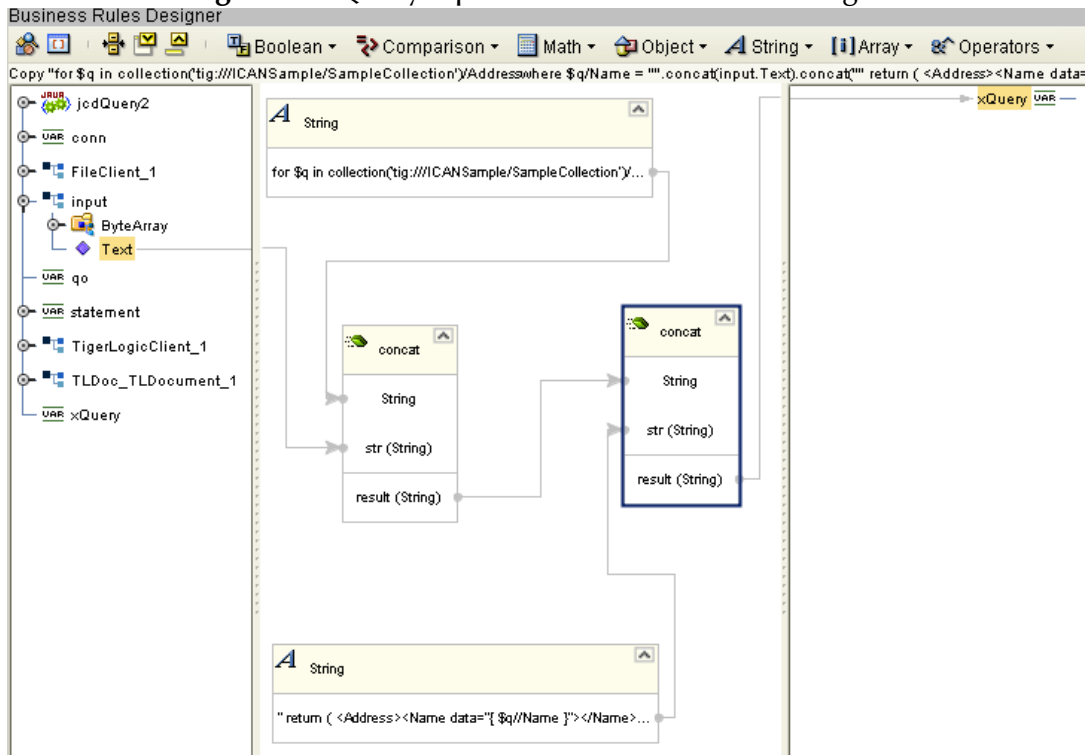 Business Rules Designer
Boolean Comparison Math Object String Array Operators
Copy "for $q in collection('tig:///ICANSample/SampleCollection')/Addresswhere $q/Name = "".concat(input.Text).concat("" return ( <Address><Name data=
jcdQuery2
conn
FileClient_1
input
ByteArray
Text
qo
statement
TigerLogicClient_1
TLDoc_TLDocument_1
VAR xQuery
String
for $q in collection('tig:///ICANSample/SampleCollection')/...
concat
String
str (String)
result (String)
concat
String
str (String)
result (String)
String
" return ( <Address><Name data="{ $q//Name }"></Name>...
xQuery VAR